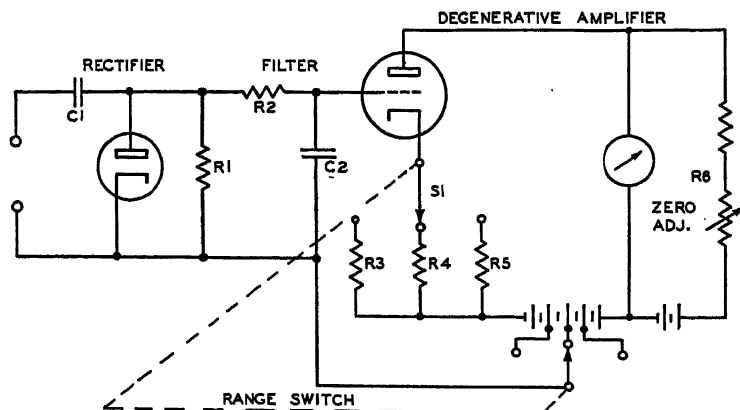 DEGENERATIVE AMPLIFIER
RECTIFIER
FILTER
C1
R2
R1
C2
S1
R6
ZERO
ADJ.
R3
R4
R5
RANGE SWITCH